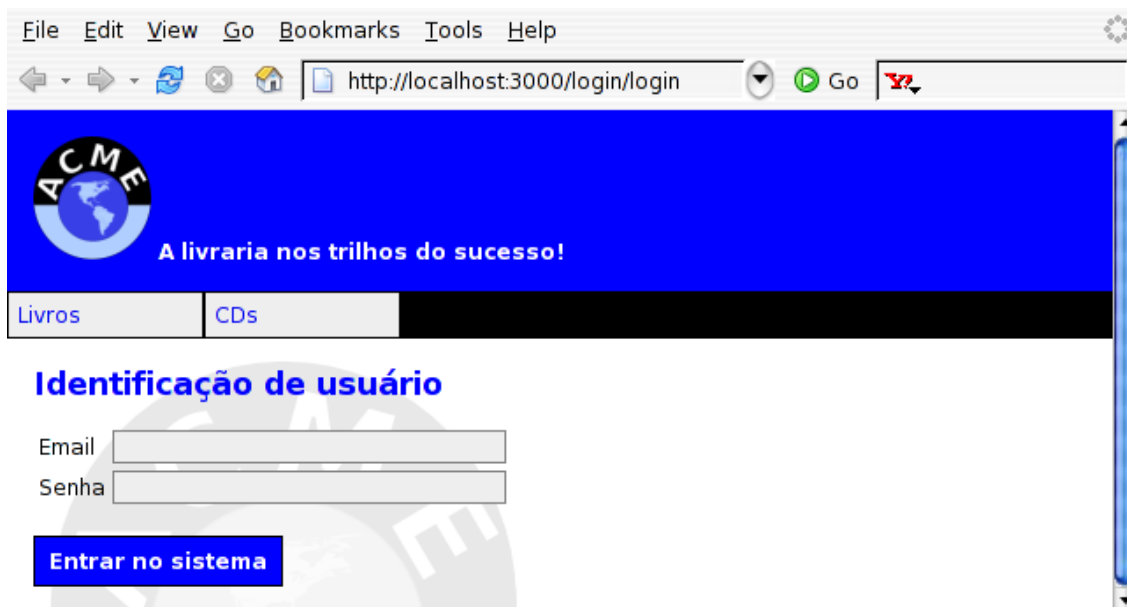 File Edit View Go Bookmarks Tools Help
http://localhost:3000/login/login Go Y!
ACME
A livraria nos trilhos do sucesso!
Livros CDs
Identificação de usuário
Email
Senha
Entrar no sistema
ACME